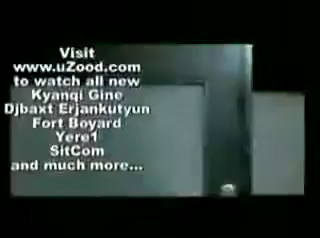 Visit
www.uZood.com
to watch all new
Kyanqi Gine
Djbaxt Erjankutyun
Fort Boyard
Yere1
SitCom
and much more...